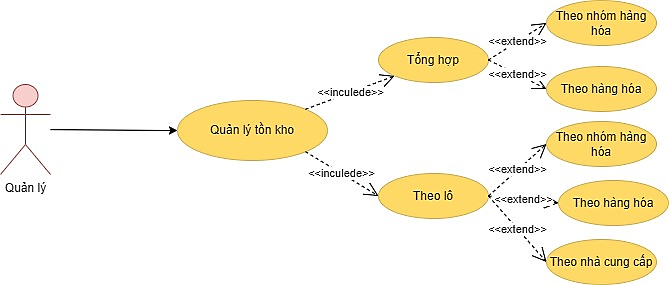 Theo nhóm hàng
hóa
<<extend>>
Tổng hợp
<<extend>>
Theo hàng hóa
<<inculede>>
Quản lý tồn kho
Quản lý
<<inculede>>
Theo nhóm hàng
hóa
<<extend>>
Theo lô
<<extend>>
Theo hàng hóa
<<extend>>
Theo nhà cung cấp